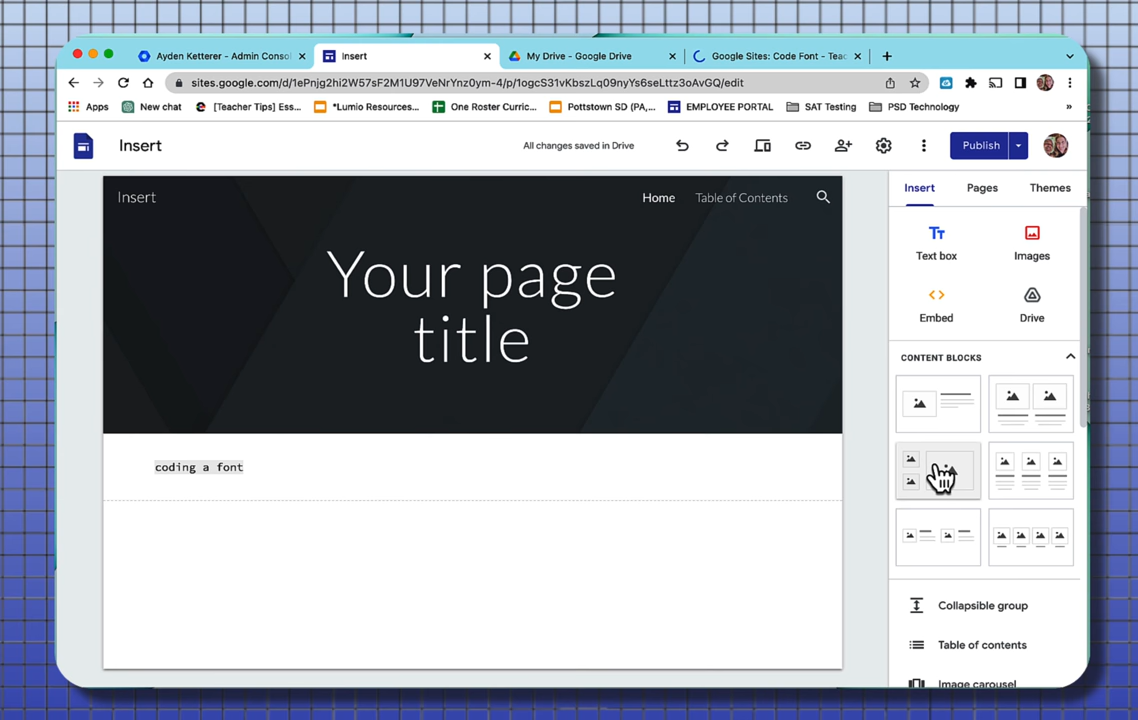 Ayden Ketterer - Admin Consol
Insert
My Drive - Google Drive
Google Sites: Code Font - Teac
sites.google.com/d/1ePnjg2hi2W57sF2M1U97VeNrYnz0ym-4/p/1ogcS31vKbszLq09nyYs6seLttz3oAvGQ/edit
Apps
New chat
[Teacher Tips] Ess...
*Lumio Resources...
One Roster Curric...
Pottstown SD (PA,...
EMPLOYEE PORTAL
SAT Testing
PSD Technology
»
Insert
All changes saved in Drive
Publish
Insert
Home
Table of Contents
Your page
title
coding a font
Insert
Pages
Themes
Tт
Text box
Images
Embed
Drive
CONTENT BLOCKS
Collapsible group
Table of contents
Image carousel